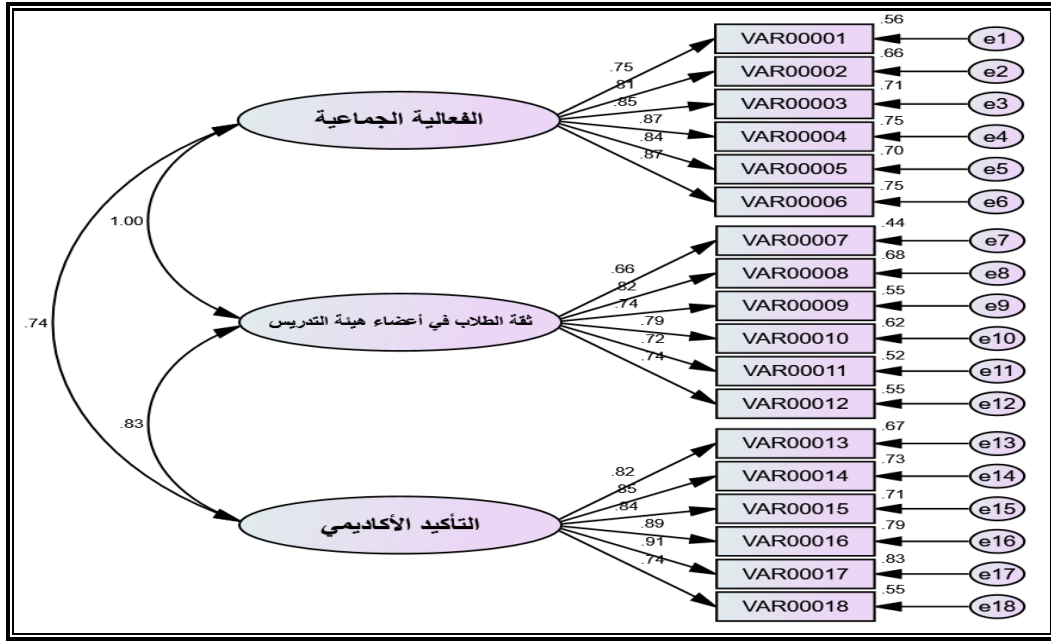 .56
VAR00001
e1
.66
VAR00002
e2
.71
VAR00003
e3
.75
VAR00004
e4
.70
VAR00005
e5
.75
VAR00006
e6
.75
.81
.85
.87
.84
.87
الفعالية الجماعية
1.00
.44
VAR00007
e7
.68
VAR00008
e8
.55
VAR00009
e9
.62
VAR00010
e10
.52
VAR00011
e11
.55
VAR00012
e12
.66
.82
.74
.79
.72
.74
ثقة الطلاب في أعضاء هيئة التدريس
.74
.83
.67
VAR00013
e13
.73
VAR00014
e14
.71
VAR00015
e15
.79
VAR00016
e16
.83
VAR00017
e17
.55
VAR00018
e18
.82
.85
.84
.89
.91
.74
التأكيد الأكاديمي